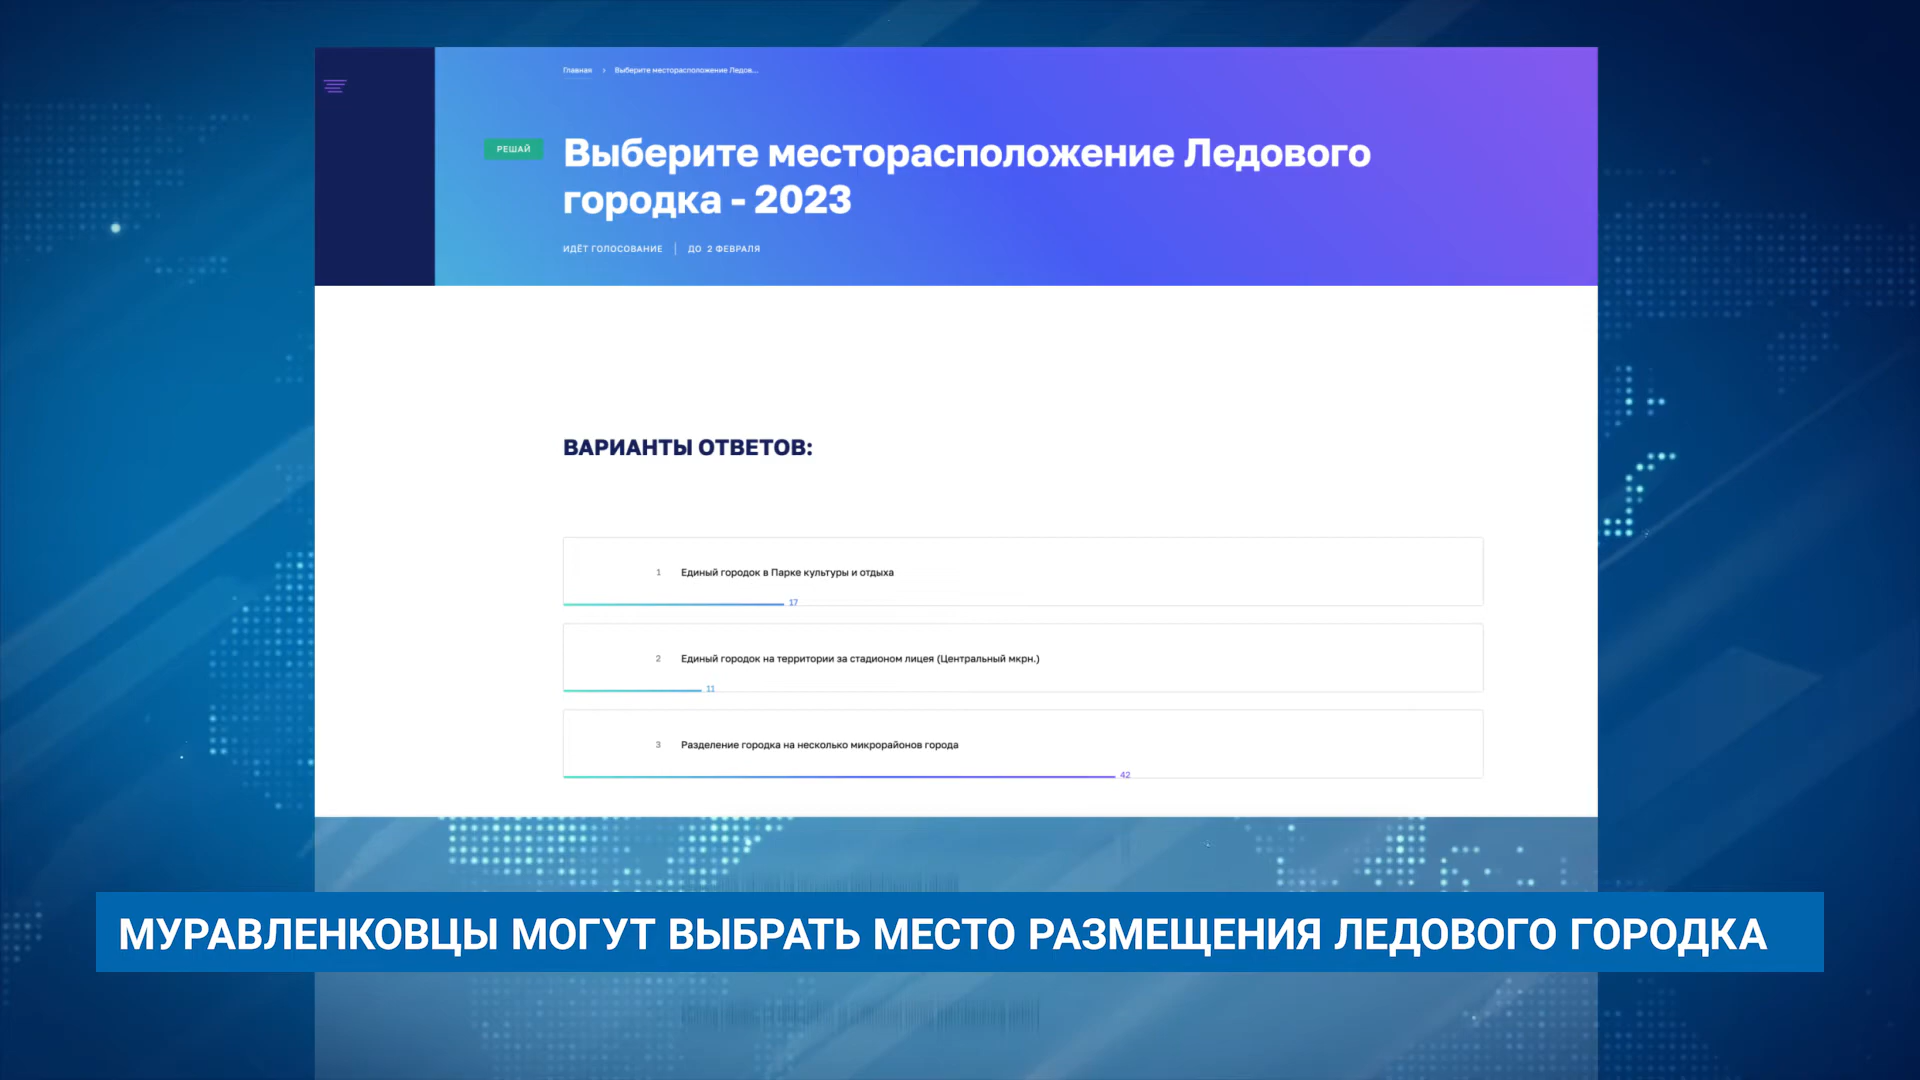 Главная › Выберите месторасположение Ледов...
РЕШАЙ
Выберите месторасположение Ледового
городка - 2023
ИДЁТ ГОЛОСОВАНИЕ | ДО 2 ФЕВРАЛЯ
ВАРИАНТЫ ОТВЕТОВ:
1 Единый городок в Парке культуры и отдыха
17
2 Единый городок на территории за стадионом лицея (Центральный мкрн.)
11
3 Разделение городка на несколько микрорайонов города
42
МУРАВЛЕНКОВЦЫ МОГУТ ВЫБРАТЬ МЕСТО РАЗМЕЩЕНИЯ ЛЕДОВОГО ГОРОДКА